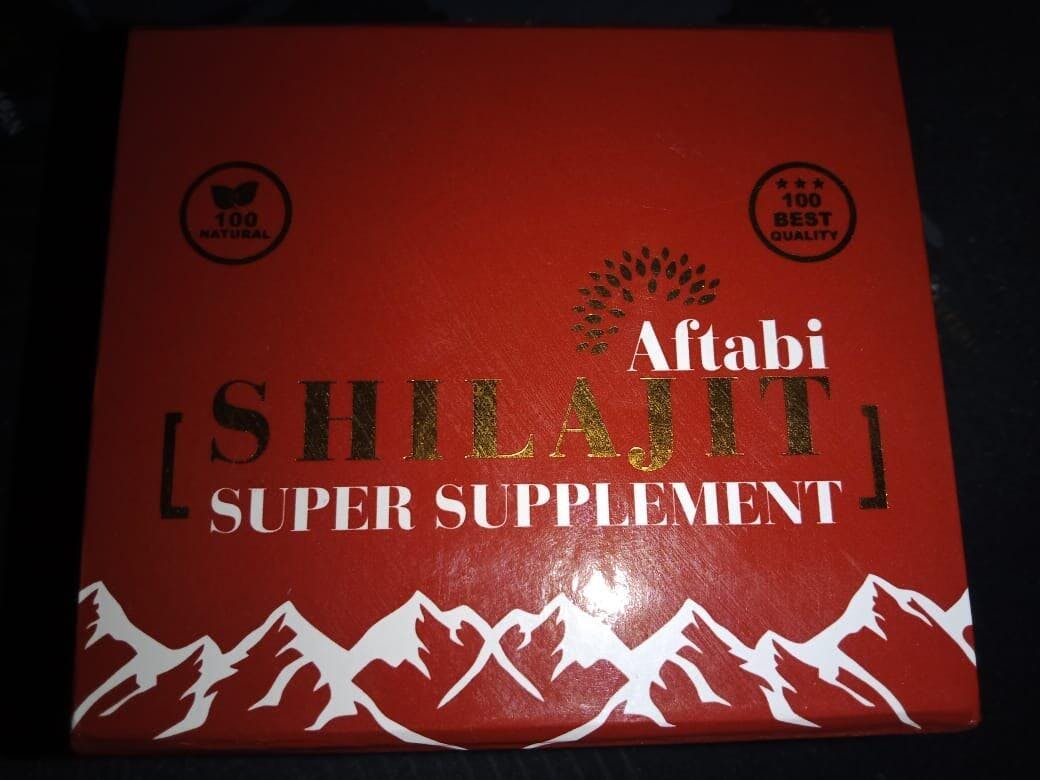 100
NATURAL
★★★
100
BEST
QUALITY
Aftabi
[SHILAJIT
SUPER SUPPLEMENT]